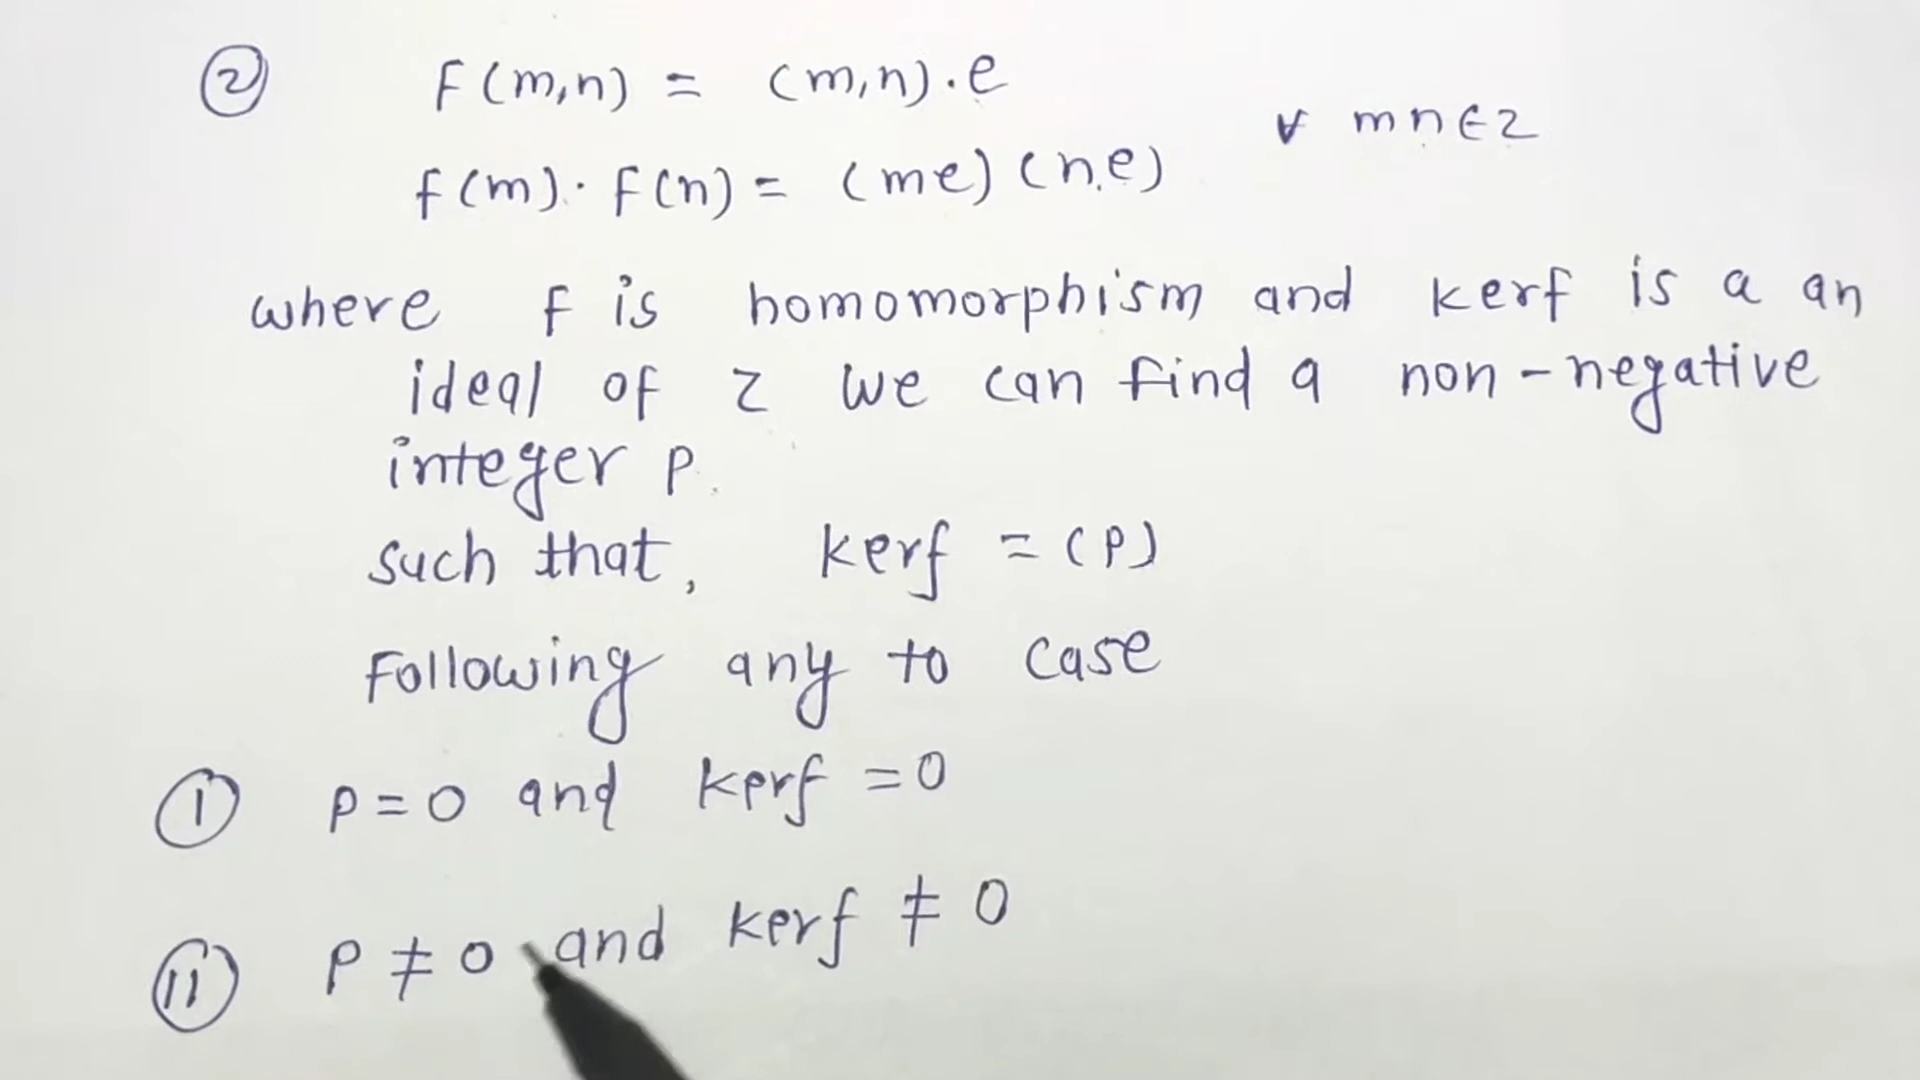 ② F(m,n) = (m,n).e
∀ mn∈z
f(m). F(n) = (me) (n.e)
where f is homomorphism and kerf is a an
ideal of z we can find a non-negative
integer p.
such that, kerf = (P)
Following any to case
① p=0 and kerf =0
⑪ p ≠ 0 and kerf ≠ 0